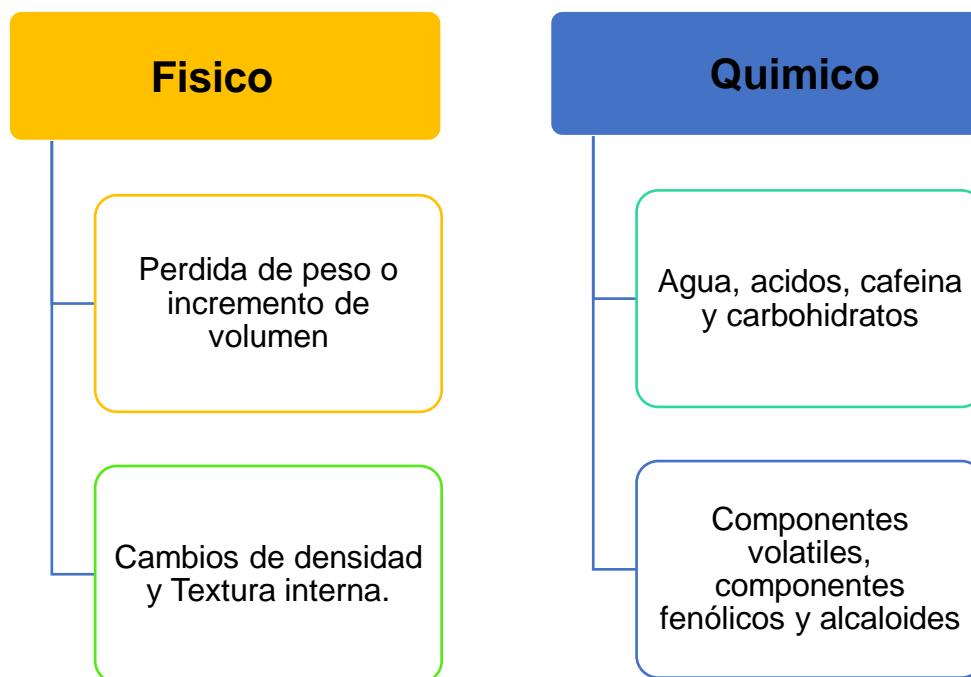 Fisico
Perdida de peso o
incremento de
volumen
Cambios de densidad
y Textura interna.
Quimico
Agua, acidos, cafeina
y carbohidratos
Componentes
volatiles,
componentes
fenólicos y alcaloides